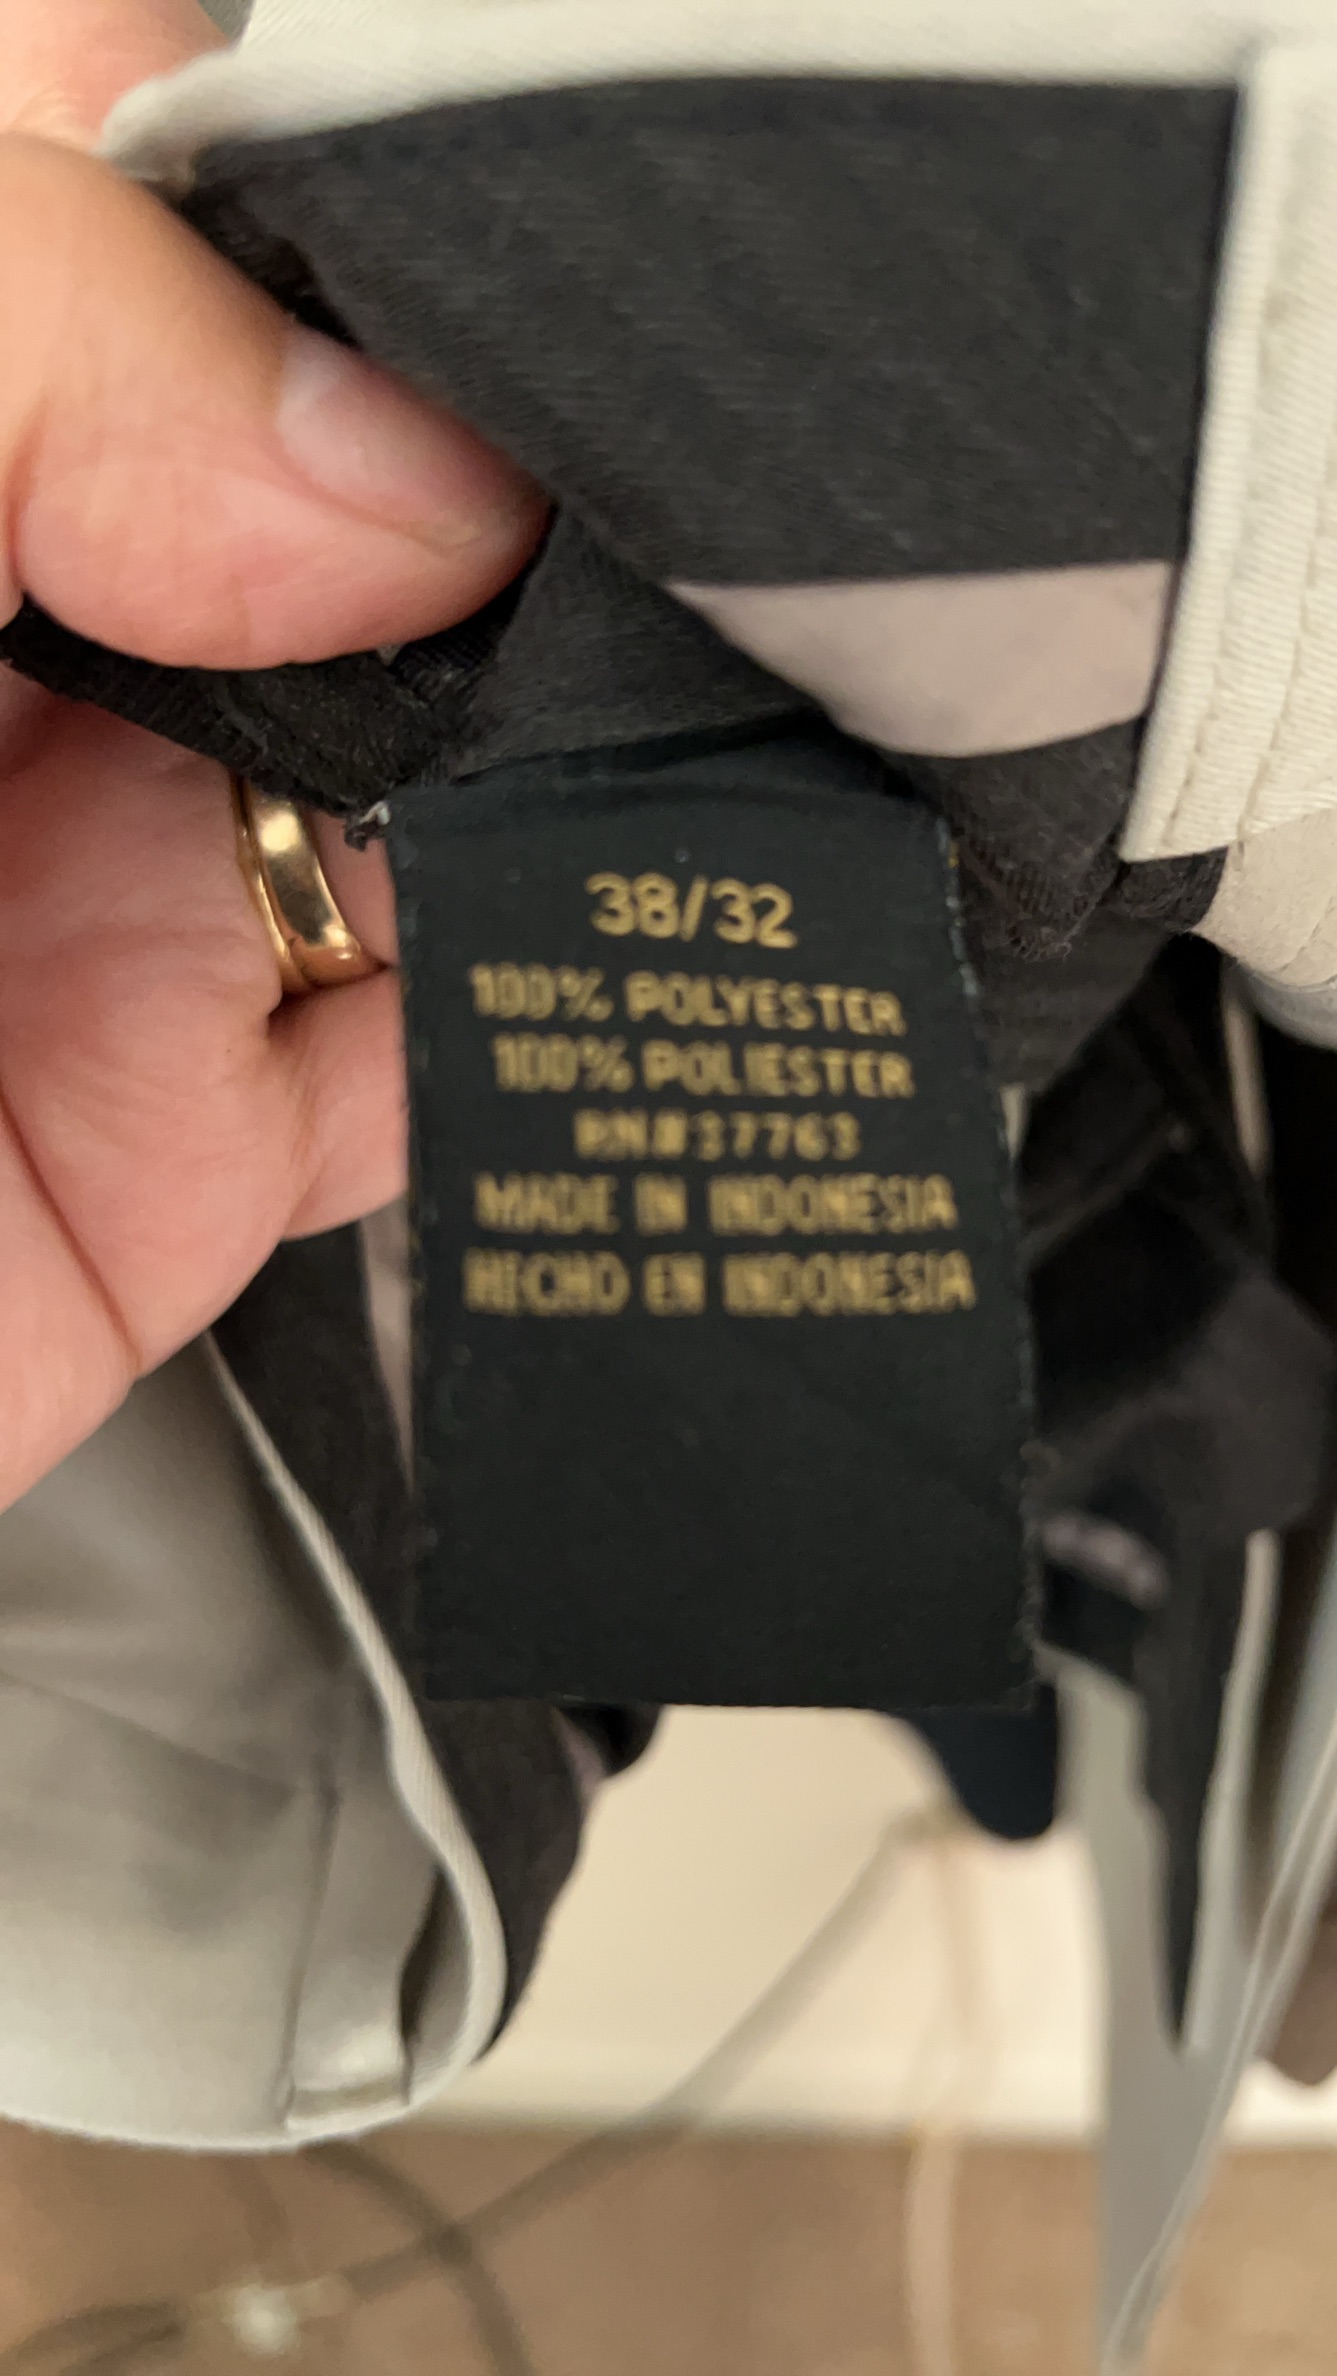 38/32
100% POLYESTER
100% POLIESTER
RN#37763
MADE IN INDONESIA
HECHO EN INDONESIA